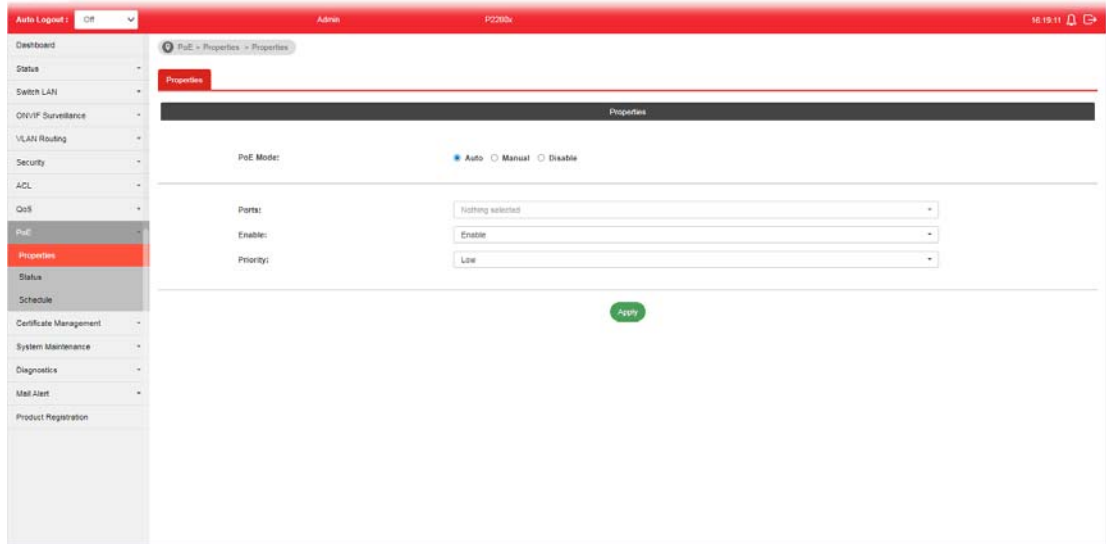 Auto Logout : Off Admin P2200x 16:19:11
Dashboard
PoE » Properties » Properties
Status
Properties
Switch LAN
ONVIF Surveillance
Properties
VLAN Routing
Security
PoE Mode: Auto Manual Disable
ACL
QoS
Ports: Nothing selected
PoE
Enable: Enable
Properties
Priority: Low
Status
Schedule
Apply
Certificate Management
System Maintenance
Diagnostics
Mail Alert
Product Registration